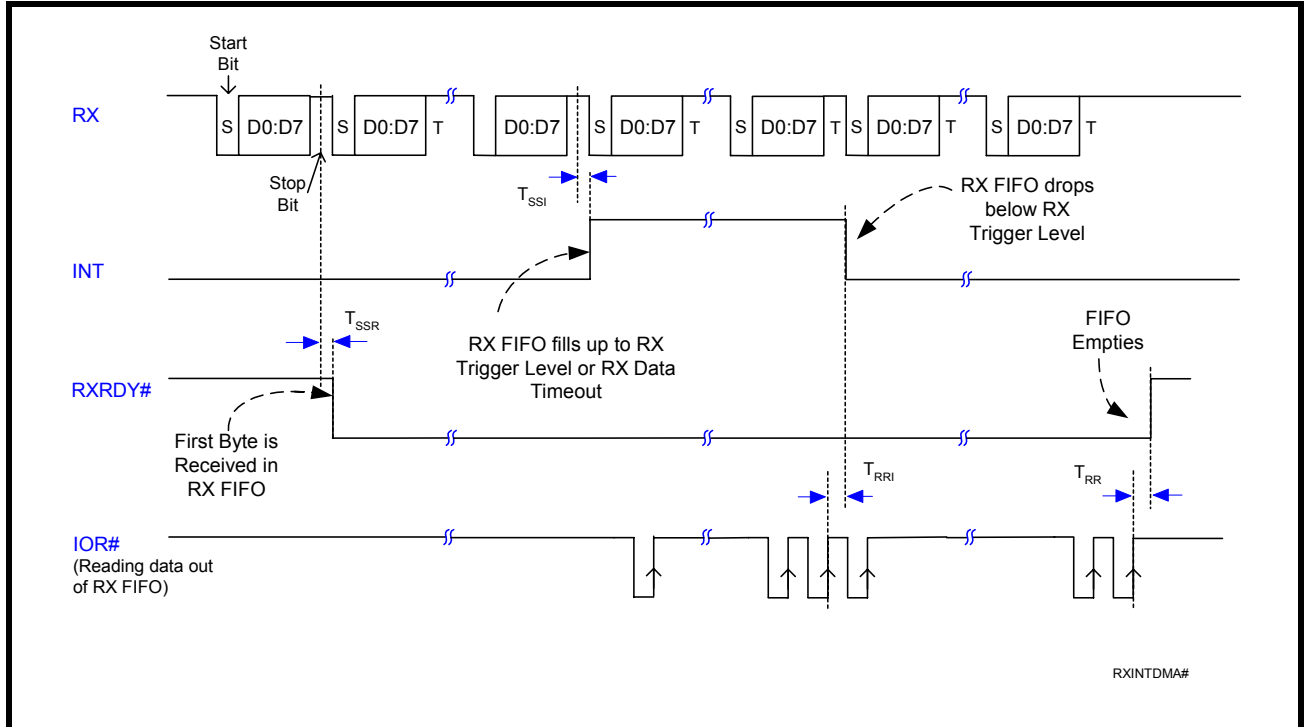 Start
Bit
RX
S D0:D7 S D0:D7 T D0:D7 S D0:D7 T S D0:D7 T S D0:D7 T S D0:D7 T
Stop
Bit
TSSI
RX FIFO drops
below RX
Trigger Level
INT
TSSR
RX FIFO fills up to RX
Trigger Level or RX Data
Timeout
FIFO
Empties
RXRDY#
First Byte is
Received in
RX FIFO
TRRI
TRR
IOR#
(Reading data out
of RX FIFO)
RXINTDMA#